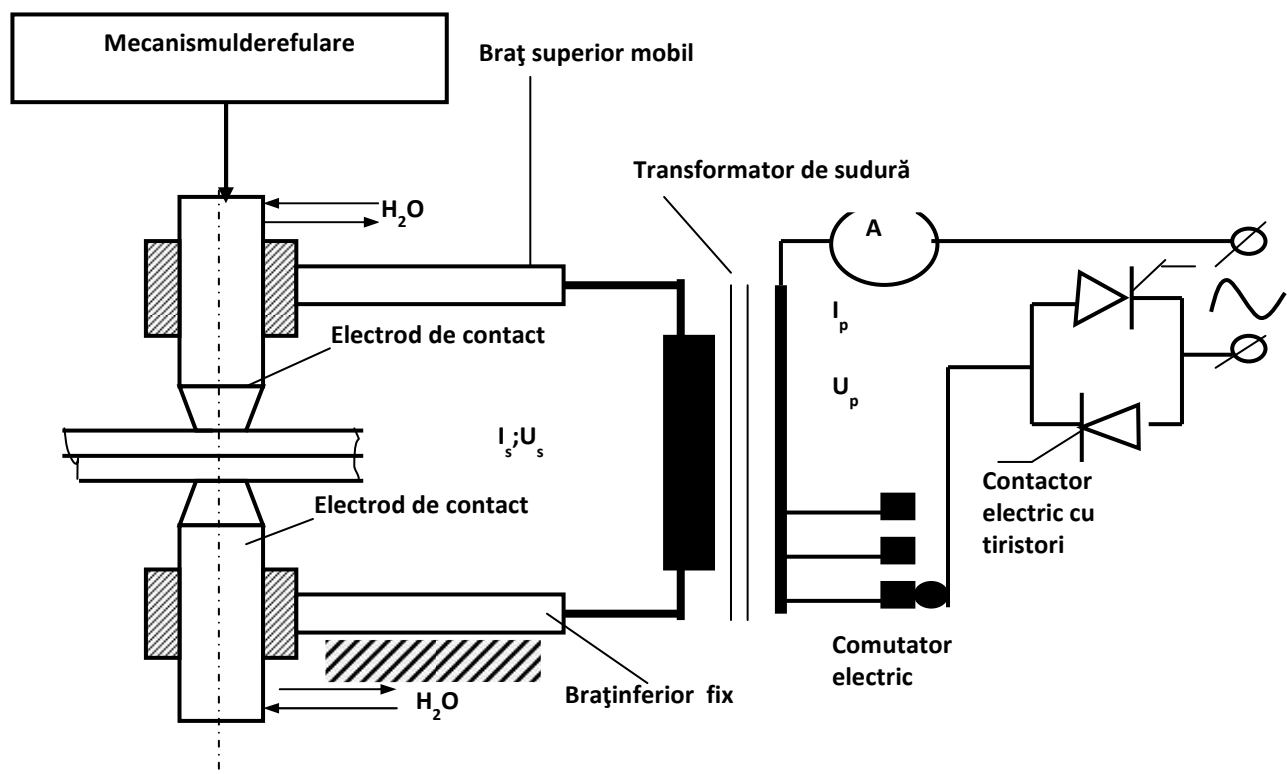 Mecanismulderefulare
Braţ superior mobil
Transformator de sudură
H₂O
A
Electrod de contact
Iₚ
Uₚ
Iₛ;Uₛ
Electrod de contact
Contactor
electric cu
tiristori
Comutator
electric
H₂O
Braţinferior fix